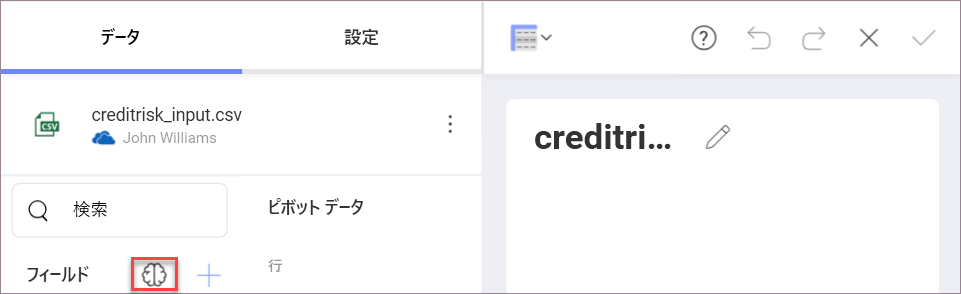 データ
設定
creditrisk_input.csv
CSV
John Williams
検索
フィールド
ピボット データ
行
?
creditri...